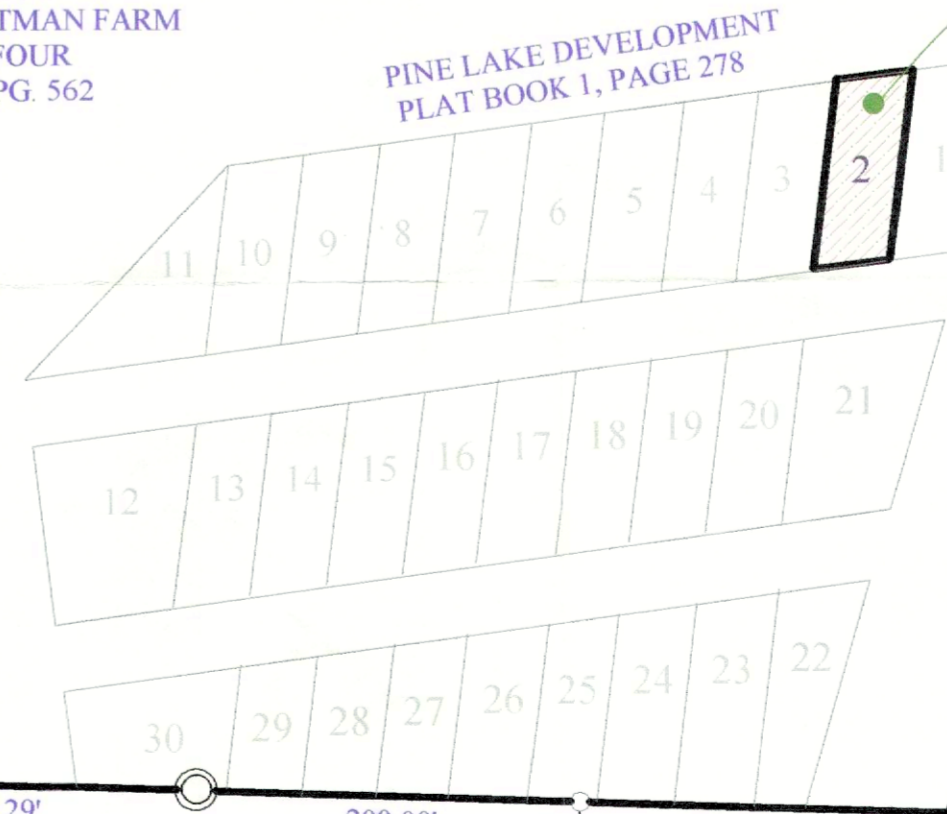 TMAN FARM
FOUR
PG. 562
PINE LAKE DEVELOPMENT
PLAT BOOK 1, PAGE 278
11 10 9 8 7 6 5 4 3 2 1
12 13 14 15 16 17 18 19 20 21
30 29 28 27 26 25 24 23 22
29'